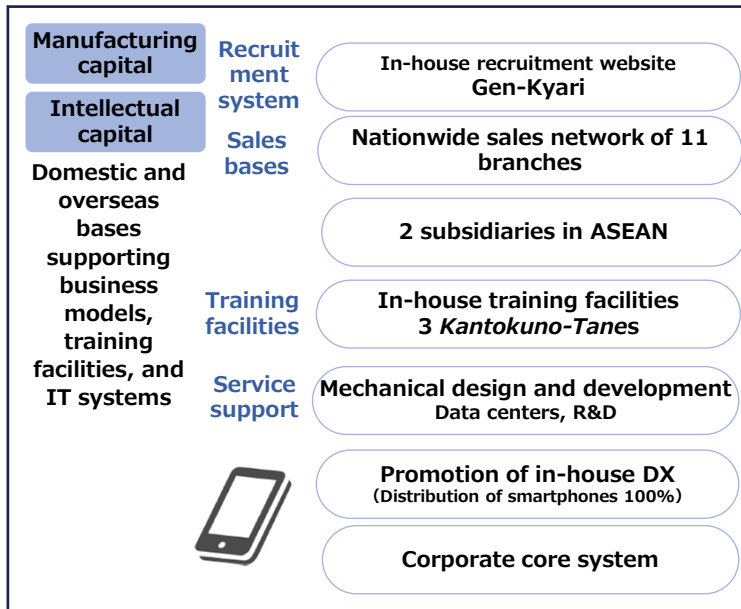 Manufacturing
capital
Intellectual
capital
Domestic and
overseas
bases
supporting
business
models,
training
facilities, and
IT systems
Recruit
ment
system
In-house recruitment website
Gen-Kyari
Sales
bases
Nationwide sales network of 11
branches
2 subsidiaries in ASEAN
Training
facilities
In-house training facilities
3 Kantokuno-Tanes
Service
support
Mechanical design and development
Data centers, R&D
Promotion of in-house DX
（Distribution of smartphones 100%）
Corporate core system